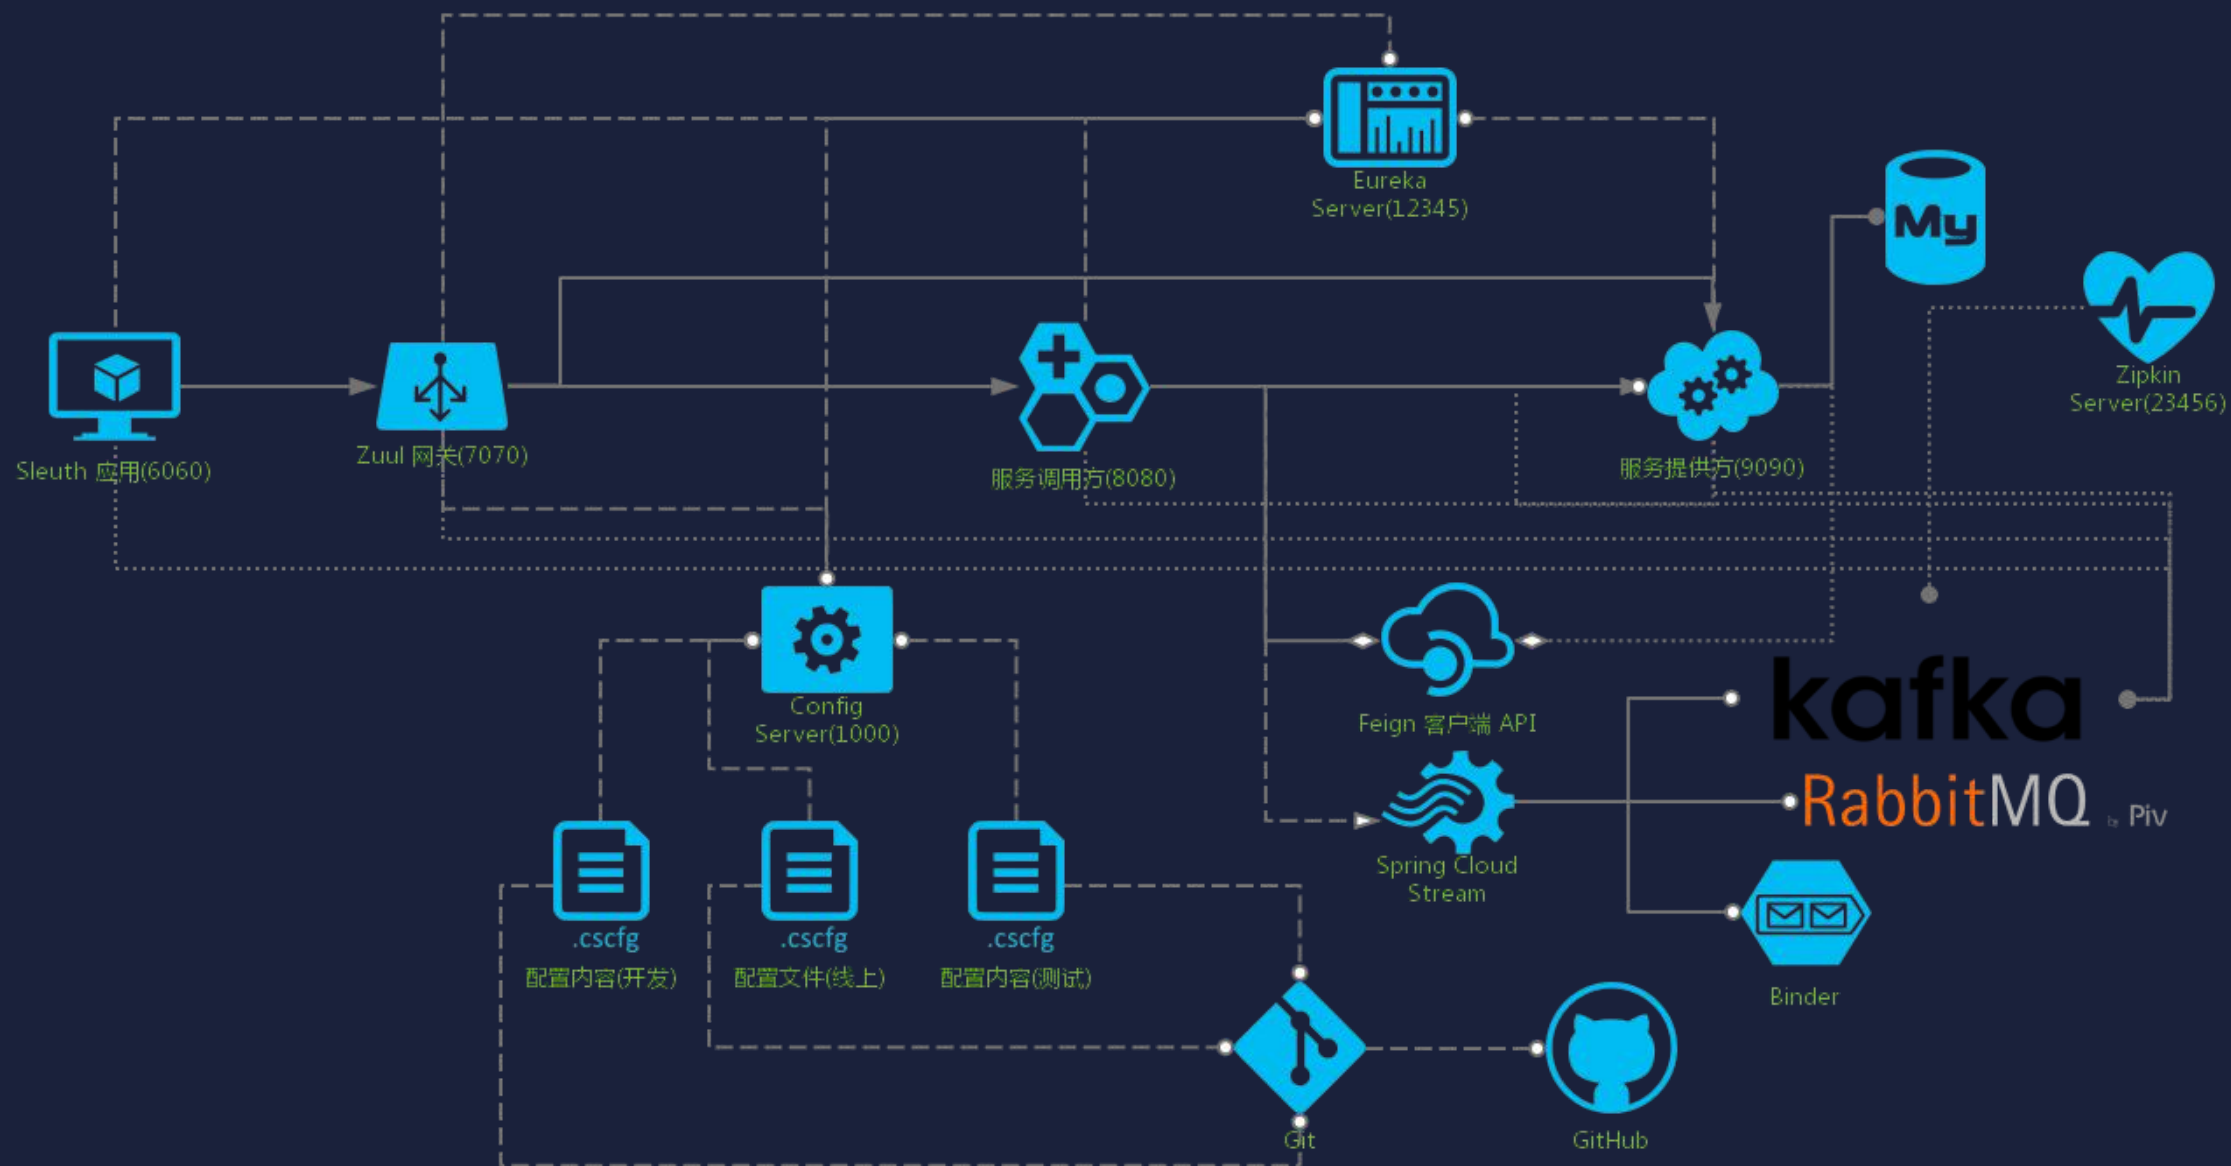 Eureka
Server(12345)
My
Zipkin
Server(23456)
Sleuth 应用(6060)
Zuul 网关(7070)
服务调用方(8080)
服务提供方(9090)
Config
Server(1000)
Feign 客户端 API
kafka
RabbitMQ by Piv
Spring Cloud
Stream
.cscfg
.cscfg
.cscfg
配置内容(开发)
配置文件(线上)
配置内容(测试)
Binder
Git
GitHub